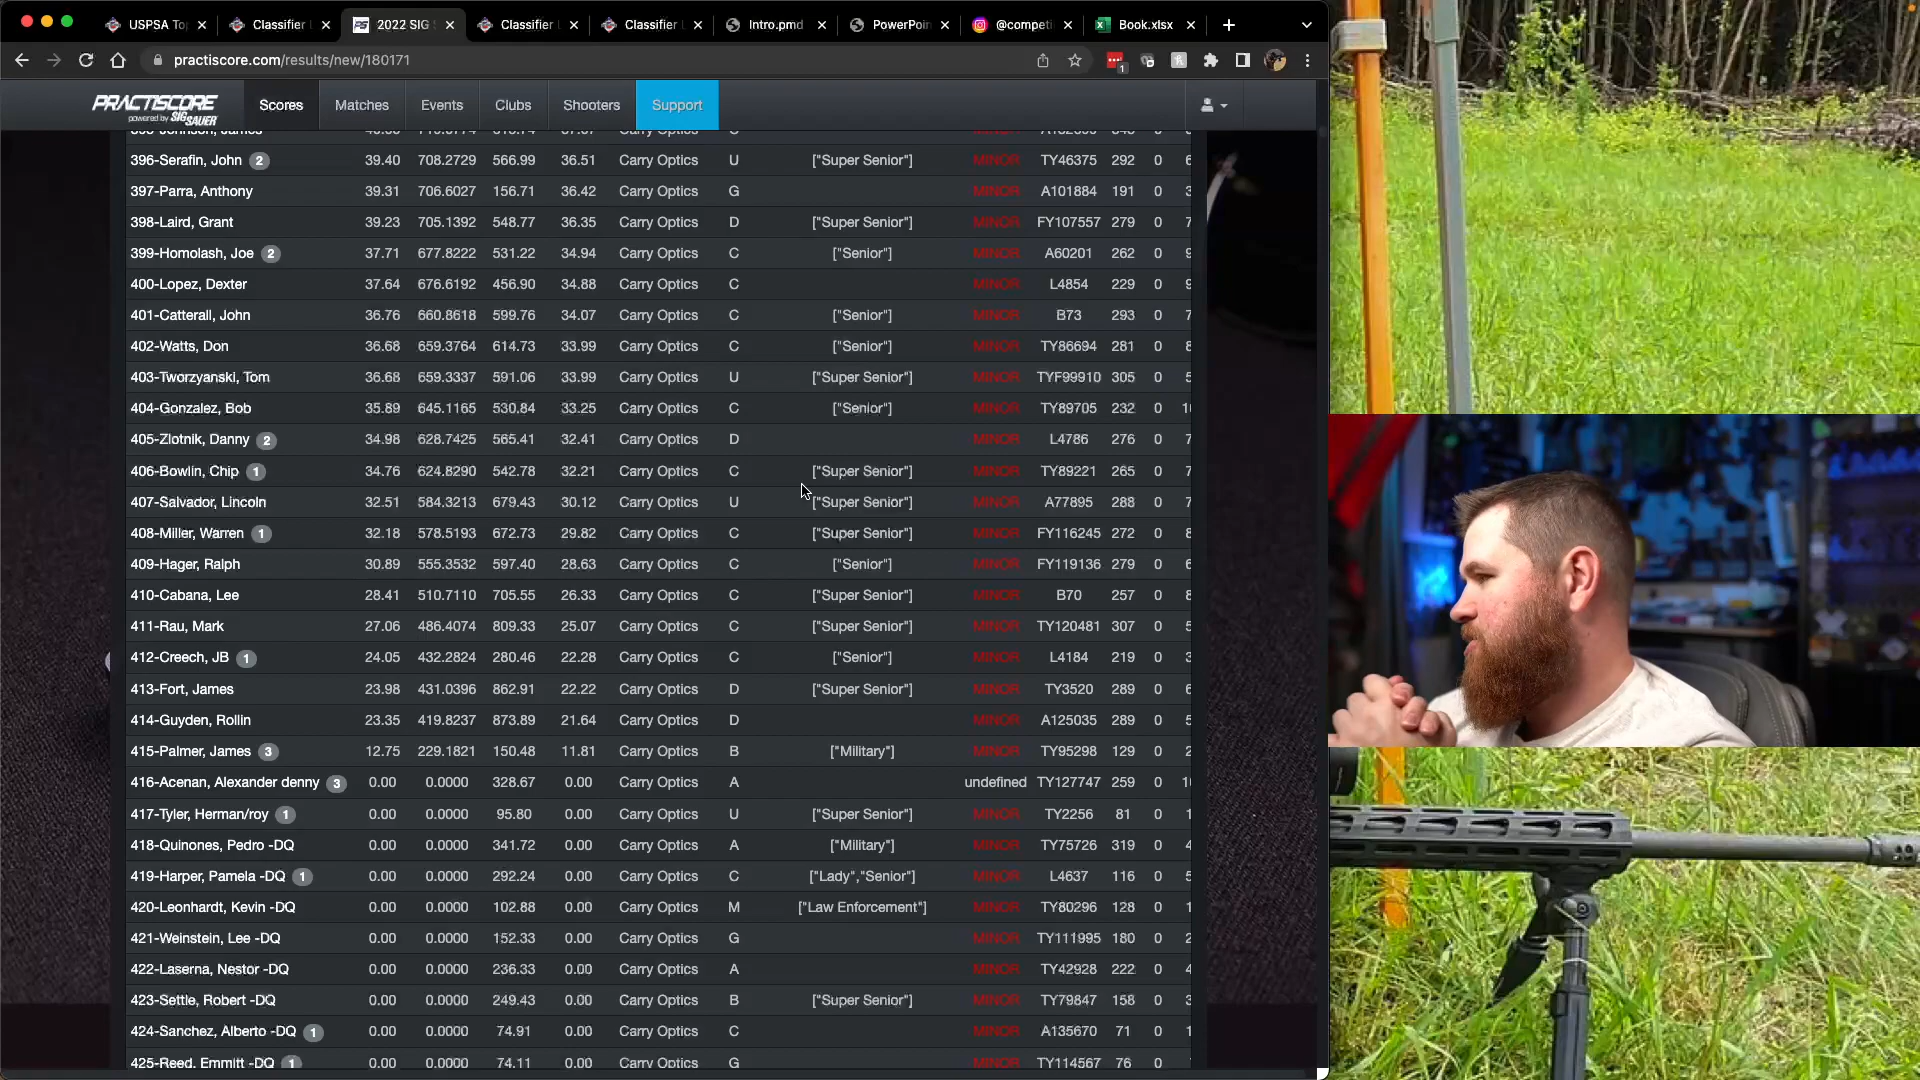 USPSA To
Classifier
2022 SIG
Classifier
Classifier
Intro.pmd
PowerPoin
@competi
Book.xlsx
practiscore.com/results/new/180171
1
PRACTISCORE
powered by SIG SAUER
Scores
Matches
Events
Clubs
Shooters
Support
396-Serafin, John 2 39.40 708.2729 566.99 36.51 Carry Optics U ["Super Senior"] MINOR TY46375 292 0 6
397-Parra, Anthony 39.31 706.6027 156.71 36.42 Carry Optics G MINOR A101884 191 0 3
398-Laird, Grant 39.23 705.1392 548.77 36.35 Carry Optics D ["Super Senior"] MINOR FY107557 279 0 7
399-Homolash, Joe 2 37.71 677.8222 531.22 34.94 Carry Optics C ["Senior"] MINOR A60201 262 0 9
400-Lopez, Dexter 37.64 676.6192 456.90 34.88 Carry Optics C MINOR L4854 229 0 9
401-Catterall, John 36.76 660.8618 599.76 34.07 Carry Optics C ["Senior"] MINOR B73 293 0 7
402-Watts, Don 36.68 659.3764 614.73 33.99 Carry Optics C ["Senior"] MINOR TY86694 281 0 8
403-Tworzyanski, Tom 36.68 659.3337 591.06 33.99 Carry Optics U ["Super Senior"] MINOR TYF99910 305 0 5
404-Gonzalez, Bob 35.89 645.1165 530.84 33.25 Carry Optics C ["Senior"] MINOR TY89705 232 0 1
405-Zlotnik, Danny 2 34.98 628.7425 565.41 32.41 Carry Optics D MINOR L4786 276 0 7
406-Bowlin, Chip 1 34.76 624.8290 542.78 32.21 Carry Optics C ["Super Senior"] MINOR TY89221 265 0 7
407-Salvador, Lincoln 32.51 584.3213 679.43 30.12 Carry Optics U ["Super Senior"] MINOR A77895 288 0 7
408-Miller, Warren 1 32.18 578.5193 672.73 29.82 Carry Optics C ["Super Senior"] MINOR FY116245 272 0 8
409-Hager, Ralph 30.89 555.3532 597.40 28.63 Carry Optics C ["Senior"] MINOR FY119136 279 0 6
410-Cabana, Lee 28.41 510.7110 705.55 26.33 Carry Optics C ["Super Senior"] MINOR B70 257 0 8
411-Rau, Mark 27.06 486.4074 809.33 25.07 Carry Optics C ["Super Senior"] MINOR TY120481 307 0 5
412-Creech, JB 1 24.05 432.2824 280.46 22.28 Carry Optics C ["Senior"] MINOR L4184 219 0 3
413-Fort, James 23.98 431.0396 862.91 22.22 Carry Optics D ["Super Senior"] MINOR TY3520 289 0 6
414-Guyden, Rollin 23.35 419.8237 873.89 21.64 Carry Optics D MINOR A125035 289 0 5
415-Palmer, James 3 12.75 229.1821 150.48 11.81 Carry Optics B ["Military"] MINOR TY95298 129 0 2
416-Acenan, Alexander denny 3 0.00 0.0000 328.67 0.00 Carry Optics A undefined TY127747 259 0 1
417-Tyler, Herman/roy 1 0.00 0.0000 95.80 0.00 Carry Optics U ["Super Senior"] MINOR TY2256 81 0 1
418-Quinones, Pedro -DQ 0.00 0.0000 341.72 0.00 Carry Optics A ["Military"] MINOR TY75726 319 0 4
419-Harper, Pamela -DQ 1 0.00 0.0000 292.24 0.00 Carry Optics C ["Lady","Senior"] MINOR L4637 116 0 5
420-Leonhardt, Kevin -DQ 0.00 0.0000 102.88 0.00 Carry Optics M ["Law Enforcement"] MINOR TY80296 128 0 1
421-Weinstein, Lee -DQ 0.00 0.0000 152.33 0.00 Carry Optics G MINOR TY111995 180 0 2
422-Laserna, Nestor -DQ 0.00 0.0000 236.33 0.00 Carry Optics A MINOR TY42928 222 0 4
423-Settle, Robert -DQ 0.00 0.0000 249.43 0.00 Carry Optics B ["Super Senior"] MINOR TY79847 158 0 3
424-Sanchez, Alberto -DQ 1 0.00 0.0000 74.91 0.00 Carry Optics C MINOR A135670 71 0 1
425-Reed, Emmitt -DQ 1 0.00 0.0000 74.11 0.00 Carry Optics G MINOR TY114567 76 0